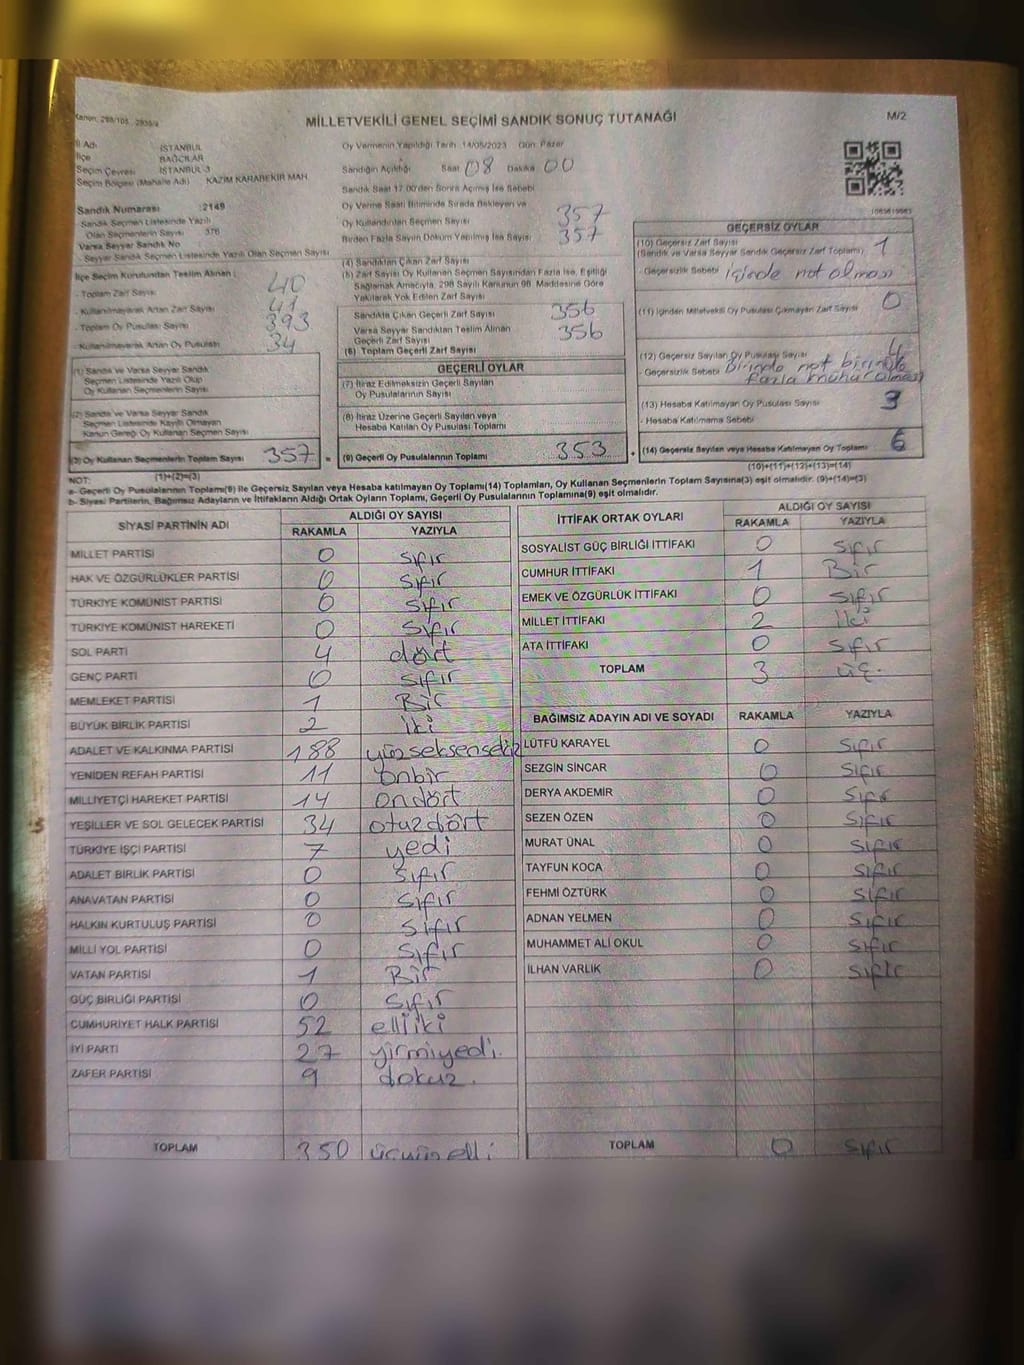 Kanun: 298/105, 2839/a
MİLLETVEKİLİ GENEL SEÇİMİ SANDIK SONUÇ TUTANAĞI
M/2
İl Adı İSTANBUL
İlçe BAĞCILAR
Seçim Çevresi İSTANBUL-3
Seçim Bölgesi (Mahalle Adı) KAZIM KARABEKİR MAH.
Sandık Numarası :2149
- Sandık Seçmen Listesinde Yazılı
Olan Seçmenlerin Sayısı 376
Varsa Seyyar Sandık No
- Seyyar Sandık Seçmen Listesinde Yazılı Olan Seçmen Sayısı
İlçe Seçim Kurulundan Teslim Alınan;
- Toplam Zarf Sayısı 40
- Kullanılmayarak Artan Zarf Sayısı 41
- Toplam Oy Pusulası Sayısı 393
- Kullanılmayarak Artan Oy Pusulası 34
(1) Sandık ve Varsa Seyyar Sandık
Seçmen Listesinde Yazılı Olup
Oy Kullanan Seçmenlerin Sayısı
(2) Sandık ve Varsa Seyyar Sandık
Seçmen Listesinde Kayıtlı Olmayan
Kanun Gereği Oy Kullanan Seçmen Sayısı
(3) Oy Kullanan Seçmenlerin Toplam Sayısı 357 =
(1)+(2)=(3)
Oy Vermenin Yapıldığı Tarih 14/05/2023 Gün Pazar
Sandığın Açıldığı Saat 08 Dakika 00
Sandık Saat 17.00'den Sonra Açılmış İse Sebebi
Oy Verme Saati Bitiminde Sırada Bekleyen ve
Oy Kullandırılan Seçmen Sayısı 357
Birden Fazla Sayım Döküm Yapılmış İse Sayısı 357
(4) Sandıktan Çıkan Zarf Sayısı
(5) Zarf Sayısı Oy Kullanan Seçmen Sayısından Fazla İse, Eşitliği
Sağlamak Amacıyla, 298 Sayılı Kanunun 98. Maddesine Göre
Yakılarak Yok Edilen Zarf Sayısı
Sandıkta Çıkan Geçerli Zarf Sayısı 356
Varsa Seyyar Sandıktan Teslim Alınan
Geçerli Zarf Sayısı 356
(6) Toplam Geçerli Zarf Sayısı
GEÇERLİ OYLAR
(7) İtiraz Edilmeksizin Geçerli Sayılan
Oy Pusulalarının Sayısı
(8) İtiraz Üzerine Geçerli Sayılan veya
Hesaba Katılan Oy Pusulası Toplamı
(9) Geçerli Oy Pusulalarının Toplamı 353 +
1063619663
GEÇERSİZ OYLAR
(10) Geçersiz Zarf Sayısı
(Sandık ve Varsa Seyyar Sandık Geçersiz Zarf Toplamı) 1
- Geçersizlik Sebebi içinde not olması
(11) İçinden Milletvekili Oy Pusulası Çıkmayan Zarf Sayısı 0
(12) Geçersiz Sayılan Oy Pusulası Sayısı
- Geçersizlik Sebebi Birinde not birinde
fazla mühür olması
(13) Hesaba Katılmayan Oy Pusulası Sayısı 3
- Hesaba Katılmama Sebebi
(14) Geçersiz Sayılan veya Hesaba Katılmayan Oy Toplamı 6
(10)+(11)+(12)+(13)=(14)
NOT:
a- Geçerli Oy Pusulalarının Toplamı(9) ile Geçersiz Sayılan veya Hesaba katılmayan Oy Toplamı(14) Toplamları, Oy Kullanan Seçmenlerin Toplam Sayısına(3) eşit olmalıdır. (9)+(14)=(3)
b- Siyasi Partilerin, Bağımsız Adayların ve İttifakların Aldığı Ortak Oyların Toplamı, Geçerli Oy Pusulalarının Toplamına(9) eşit olmalıdır.
SİYASİ PARTİNİN ADI ALDIĞI OY SAYISI
RAKAMLA YAZIYLA
MİLLET PARTİSİ 0 sıfır
HAK VE ÖZGÜRLÜKLER PARTİSİ 0 sıfır
TÜRKİYE KOMÜNİST PARTİSİ 0 sıfır
TÜRKİYE KOMÜNİST HAREKETİ 0 sıfır
SOL PARTİ 4 dört
GENÇ PARTİ 0 sıfır
MEMLEKET PARTİSİ 1 Bir
BÜYÜK BİRLİK PARTİSİ 2 iki
ADALET VE KALKINMA PARTİSİ 188 yüzseksensekiz
YENİDEN REFAH PARTİSİ 11 onbir
MİLLİYETÇİ HAREKET PARTİSİ 14 ondört
YEŞİLLER VE SOL GELECEK PARTİSİ 34 otuzdört
TÜRKİYE İŞÇİ PARTİSİ 7 yedi
ADALET BİRLİK PARTİSİ 0 sıfır
ANAVATAN PARTİSİ 0 sıfır
HALKIN KURTULUŞ PARTİSİ 0 sıfır
MİLLİ YOL PARTİSİ 0 sıfır
VATAN PARTİSİ 1 Bir
GÜÇ BİRLİĞİ PARTİSİ 0 sıfır
CUMHURİYET HALK PARTİSİ 52 elliiki
İYİ PARTİ 27 yirmiyedi.
ZAFER PARTİSİ 9 dokuz.
TOPLAM 350 üçyüzelli
İTTİFAK ORTAK OYLARI ALDIĞI OY SAYISI
RAKAMLA YAZIYLA
SOSYALİST GÜÇ BİRLİĞİ İTTİFAKI 0 sıfır
CUMHUR İTTİFAKI 1 Bir
EMEK VE ÖZGÜRLÜK İTTİFAKI 0 sıfır
MİLLET İTTİFAKI 2 iki
ATA İTTİFAKI 0 sıfır
TOPLAM 3 üç.
BAĞIMSIZ ADAYIN ADI VE SOYADI RAKAMLA YAZIYLA
LÜTFÜ KARAYEL 0 sıfır
SEZGİN SİNCAR 0 sıfır
DERYA AKDEMİR 0 sıfır
SEZEN ÖZEN 0 sıfır
MURAT ÜNAL 0 sıfır
TAYFUN KOCA 0 sıfır
FEHMİ ÖZTÜRK 0 sıfır
ADNAN YELMEN 0 sıfır
MUHAMMET ALİ OKUL 0 sıfır
İLHAN VARLIK 0 sıfır
TOPLAM 0 sıfır